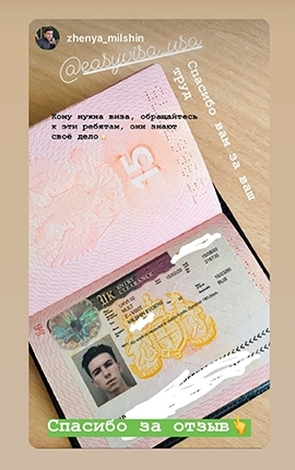 zhenya_milshin
@easyvisa_usa
Спасибо вам за ваш
труд
Кому нужна виза, обращайтесь
к эти ребятам, они знают
своё дело
15
UK
ENTRY
CLEARANCE
Спасибо за отзыв